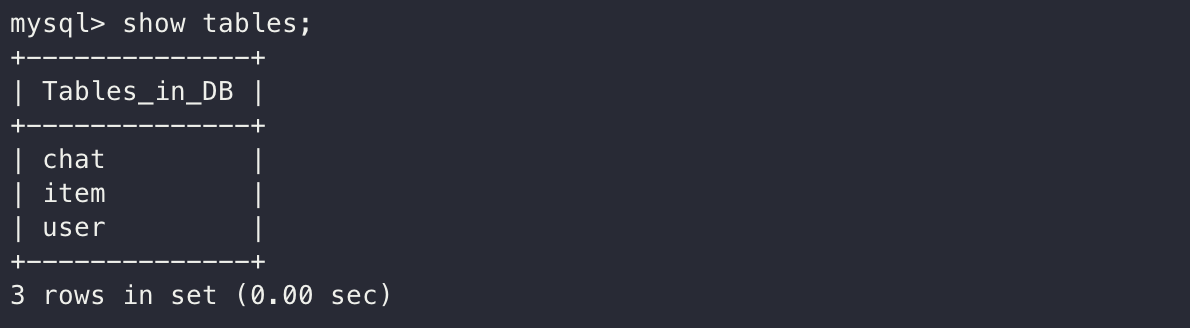 mysql> show tables;
+--------------+
| Tables_in_DB |
+--------------+
| chat         |
| item         |
| user         |
+--------------+
3 rows in set (0.00 sec)